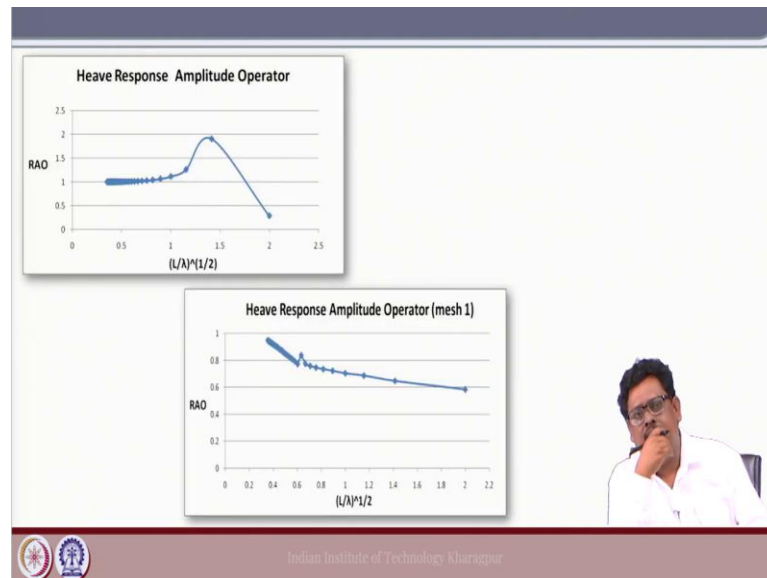 Heave Response Amplitude Operator
2.5
2
1.5
1
0.5
0
RAO
0 0.5 1 1.5 2 2.5
(L/λ)^(1/2)
Heave Response Amplitude Operator (mesh 1)
1
0.8
0.6
0.4
0.2
0
RAO
0 0.2 0.4 0.6 0.8 1 1.2 1.4 1.6 1.8 2 2.2
(L/λ)^1/2
Indian Institute of Technology Kharagpur